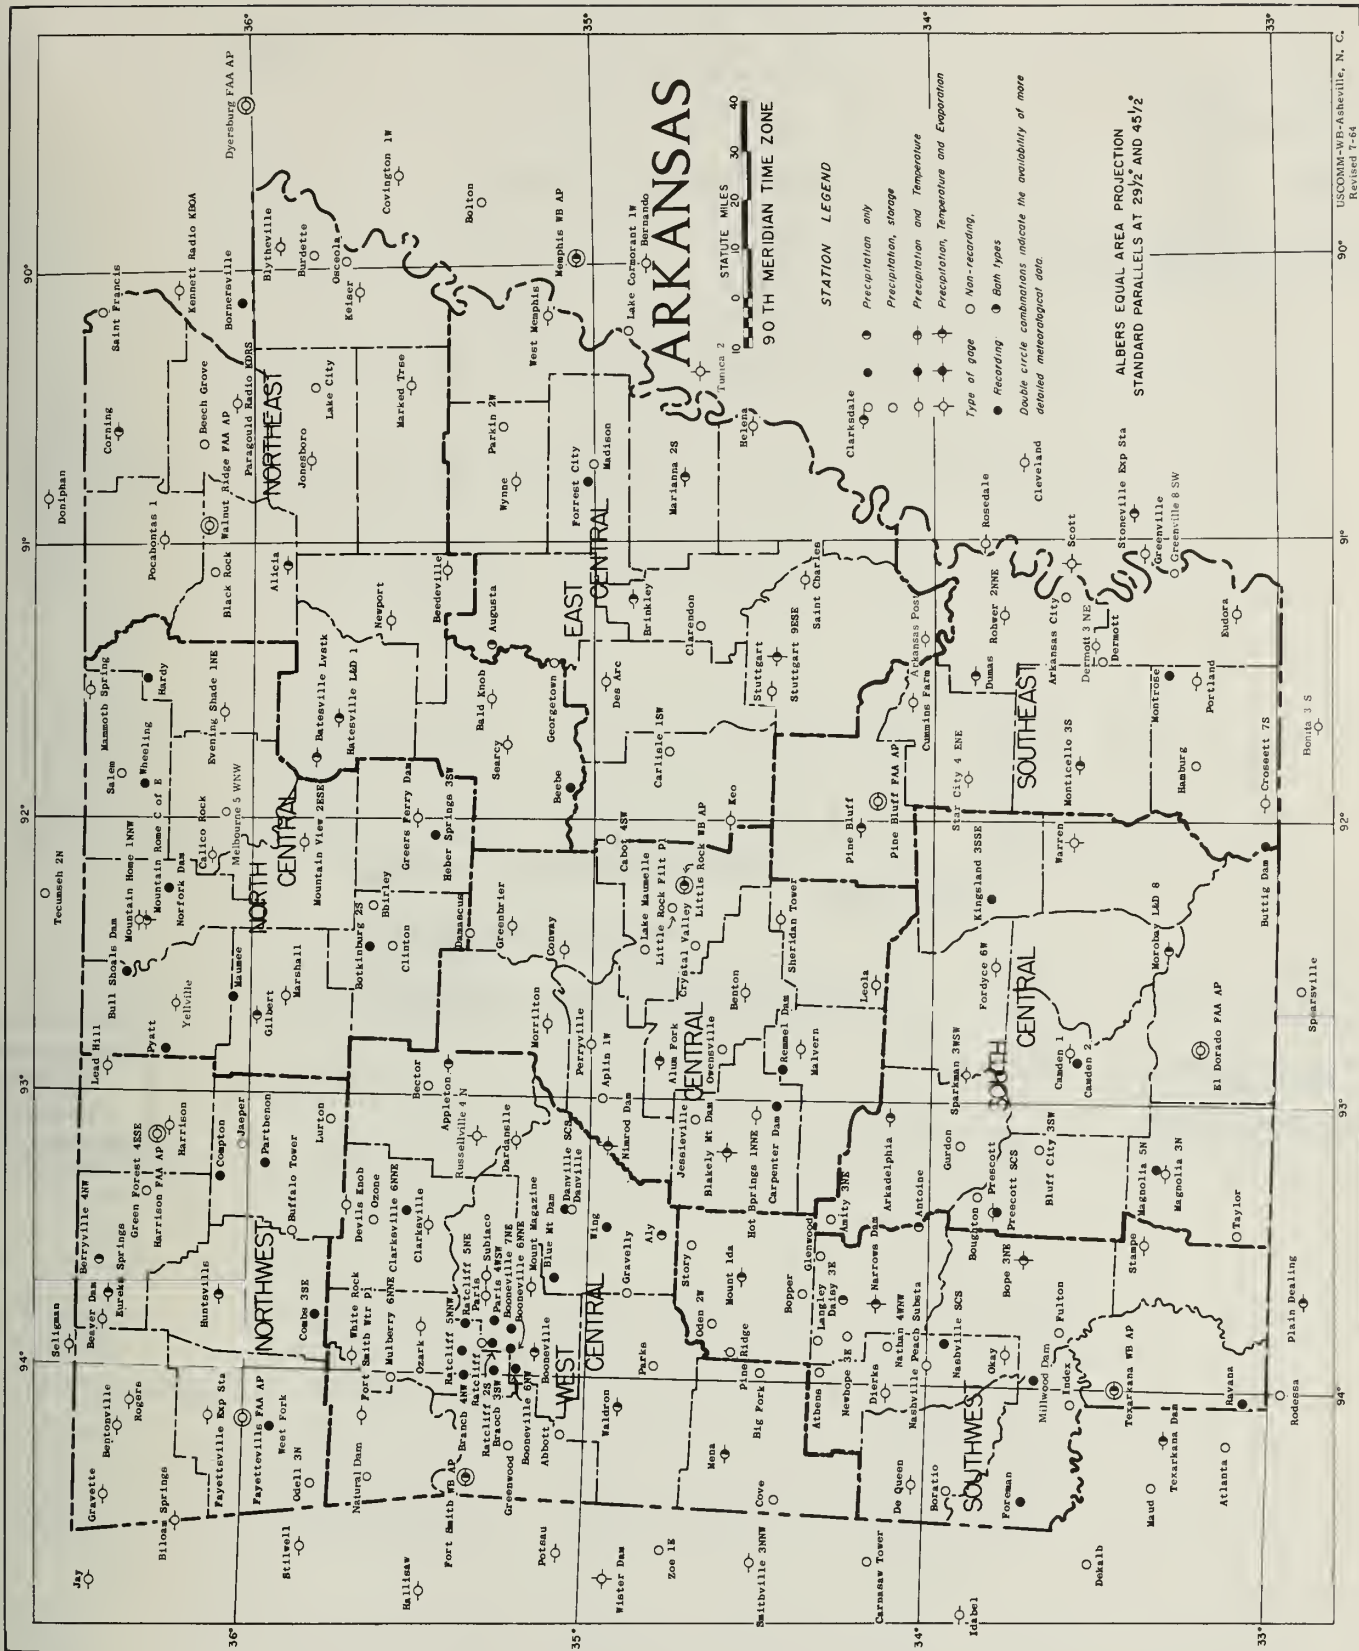 ARKANSAS
STATUTE MILES
10 0 10 20 30 40
90TH MERIDIAN TIME ZONE
STATION LEGEND
Precipitation only
Precipitation, storage
Precipitation and Temperature
Precipitation, Temperature and Evaporation
Type of gage
Non-recording,
Recording
Both types
Double circle combinations indicate the availability of more
detailed meteorological data.
ALBERS EQUAL AREA PROJECTION
STANDARD PARALLELS AT 29½° AND 45½°
USCOMM-WB-Asheville, N. C.
Revised 7-64
94°
93°
92°
91°
90°
36°
35°
34°
33°
36°
35°
34°
33°
94°
93°
92°
91°
90°
NORTHWEST
NORTH
CENTRAL
NORTHEAST
WEST
CENTRAL
CENTRAL
EAST
CENTRAL
SOUTHWEST
SOUTH
CENTRAL
SOUTHEAST
Jay
Gravette
Bentonville
Rogers
Seligman
Beaver Dam
Eureka Springs
Berryville 4NW
Green Forest 4ESE
Harrison FAA AP
Harrison
Lead Hill
Pyatt
Bull Shoals Dam
Yellville
Tecumseh 2N
Mountain Home 1NNW
Mountain Home C of E
Norfork Dam
Calico Rock
Melbourne 5 WNW
Salem
Wheeling
Mammoth Spring
Hardy
Evening Shade 1NE
Doniphan
Pocahontas 1
Black Rock
Walnut Ridge FAA AP
Corning
Beech Grove
Paragould Radio KDRS
Saint Francis
Kennett Radio KBOA
Hornersville
Dyersburg FAA AP
Siloam Springs
Fayetteville Exp Sta
Fayetteville FAA AP
West Fork
Odell 3N
Stilwell
Huntsville
Combs 3SE
Compton
Jasper
Parthenon
Buffalo Tower
Lurton
Maumee
Gilbert
Marshall
Botkinburg 2S
Clinton
Shirley
Mountain View 2ESE
Batesville Lvstk
Batesville L&D 1
Greers Ferry Dam
Heber Springs 3SW
Alicia
Newport
Beedeville
Jonesboro
Lake City
Marked Tree
Blytheville
Burdette
Osceola
Keiser
Covington 1W
Bolton
Natural Dam
Fort Smith Wtr Pl
White Rock
Mulberry 6NNE
Ozark
Devils Knob
Ozone
Clarksville 6NNE
Clarksville
Hector
Appleton
Russellville 4 N
Dardanelle
Sallisaw
Fort Smith WB AP
Branch 4NW
Ratcliff 5NNW
Ratcliff 5NE
Ratcliff
Ratcliff 2S
Branch 3SW
Paris
Subiaco
Paris 4WSW
Booneville 7NE
Booneville 6NNE
Booneville 6NW
Booneville
Mount Magazine
Blue Mt Dam
Danville SCS
Danville
Greenwood
Abbott
Poteau
Wister Dam
Waldron
Parks
Gravelly
Wing
Nimrod Dam
Aplin 1W
Perryville
Morrilton
Conway
Greenbrier
Damascus
Searcy
Bald Knob
Augusta
Georgetown
Beebe
Des Arc
Wynne
Parkin 2W
Forrest City
Madison
West Memphis
Memphis WB AP
Lake Cormorant 1W
Hernando
Tunica 2
Zoe 1E
Smithville 3NNW
Mena
Cove
Big Fork
Pine Ridge
Oden 2W
Story
Aly
Mount Ida
Jessieville
Blakely Mt Dam
Hot Springs 1NNE
Carpenter Dam
Owensville
Alum Fork
Remmel Dam
Malvern
Benton
Crystal Valley
Lake Maumelle
Little Rock Filt Pl
Little Rock WB AP
Cabot 4SW
Keo
Carlisle 1SW
Sheridan Tower
Leola
Stuttgart
Stuttgart 9ESE
Clarendon
Brinkley
Saint Charles
Marianna 2S
Helena
Clarksdale
Carnasaw Tower
Idabel
De Queen
Horatio
Foreman
Dierks
Athens
Newhope 3E
Langley
Daisy 3E
Hopper
Glenwood
Amity 3NE
Narrows Dam
Antoine
Arkadelphia
Nathan 4WNW
Nashville Peach Substa
Nashville SCS
Okay
Millwood Dam
Fulton
Hope 3NE
Boughton
Prescott
Prescott SCS
Gurdon
Bluff City 3SW
Sparkman 3WSW
Camden 1
Camden 2
Fordyce 6W
Kingsland 3SSE
Warren
Pine Bluff
Pine Bluff FAA AP
Star City 4 ENE
Monticello 3S
Cummins Farm
Arkansas Post
Dumas
Rohwer 2NNE
Rosedale
Arkansas City
Dermott 3 NE
Dermott
Scott
Cleveland
Stoneville Exp Sta
Greenville
Greenville 8 SW
Dekalb
Maud
Index
Texarkana WB AP
Texarkana Dam
Atlanta
Ravana
Rodessa
Stamps
Taylor
Plain Dealing
Magnolia 5N
Magnolia 3N
El Dorado FAA AP
Spearsville
Morobay L&D 8
Huttig Dam
Hamburg
Montrose
Portland
Crossett 7S
Bonita 3 S
Eudora